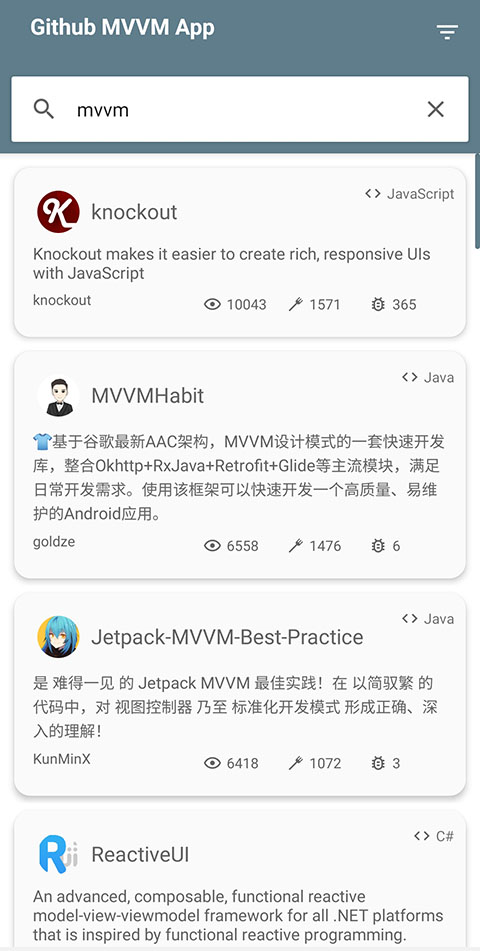 Github MVVM App
mvvm
JavaScript
knockout
Knockout makes it easier to create rich, responsive UIs
with JavaScript
knockout 10043 1571 365
Java
MVVMHabit
👕基于谷歌最新AAC架构，MVVM设计模式的一套快速开发
库，整合Okhttp+RxJava+Retrofit+Glide等主流模块，满足
日常开发需求。使用该框架可以快速开发一个高质量、易维
护的Android应用。
goldze 6558 1476 6
Java
Jetpack-MVVM-Best-Practice
是 难得一见 的 Jetpack MVVM 最佳实践！在 以简驭繁 的
代码中，对 视图控制器 乃至 标准化开发模式 形成正确、深
入的理解！
KunMinX 6418 1072 3
C#
ReactiveUI
An advanced, composable, functional reactive
model-view-viewmodel framework for all .NET platforms
that is inspired by functional reactive programming.